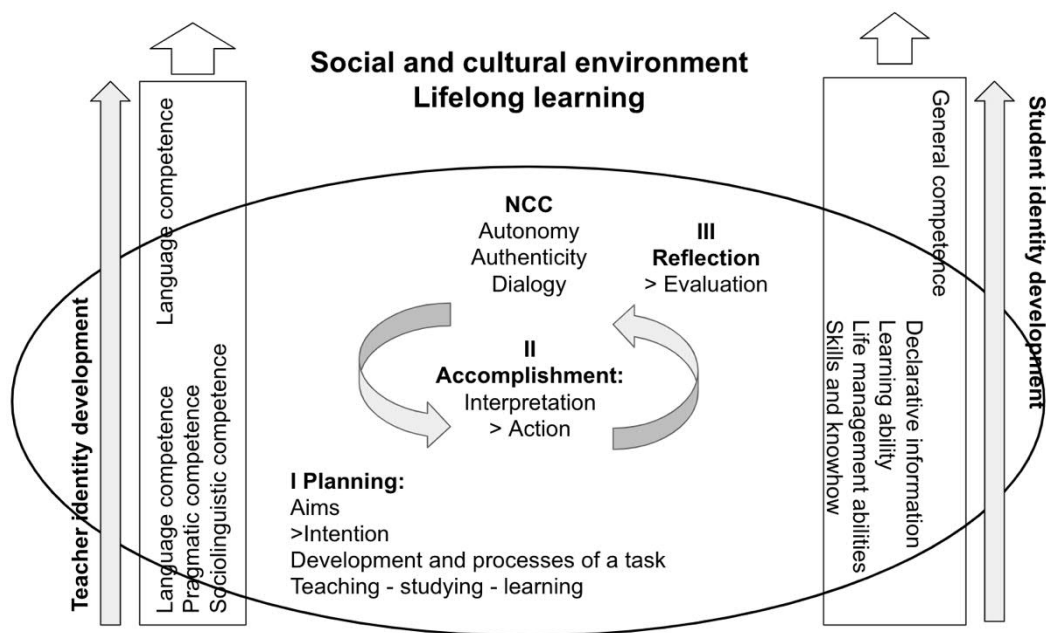 Social and cultural environment
Lifelong learning
Teacher identity development
Language competence
Language competence
Pragmatic competence
Sociolinguistic competence
NCC
Autonomy
Authenticity
Dialogy
III
Reflection
> Evaluation
II
Accomplishment:
Interpretation
> Action
I Planning:
Aims
>Intention
Development and processes of a task
Teaching - studying - learning
General competence
Declarative information
Learning ability
Life management abilities
Skills and knowhow
Student identity development